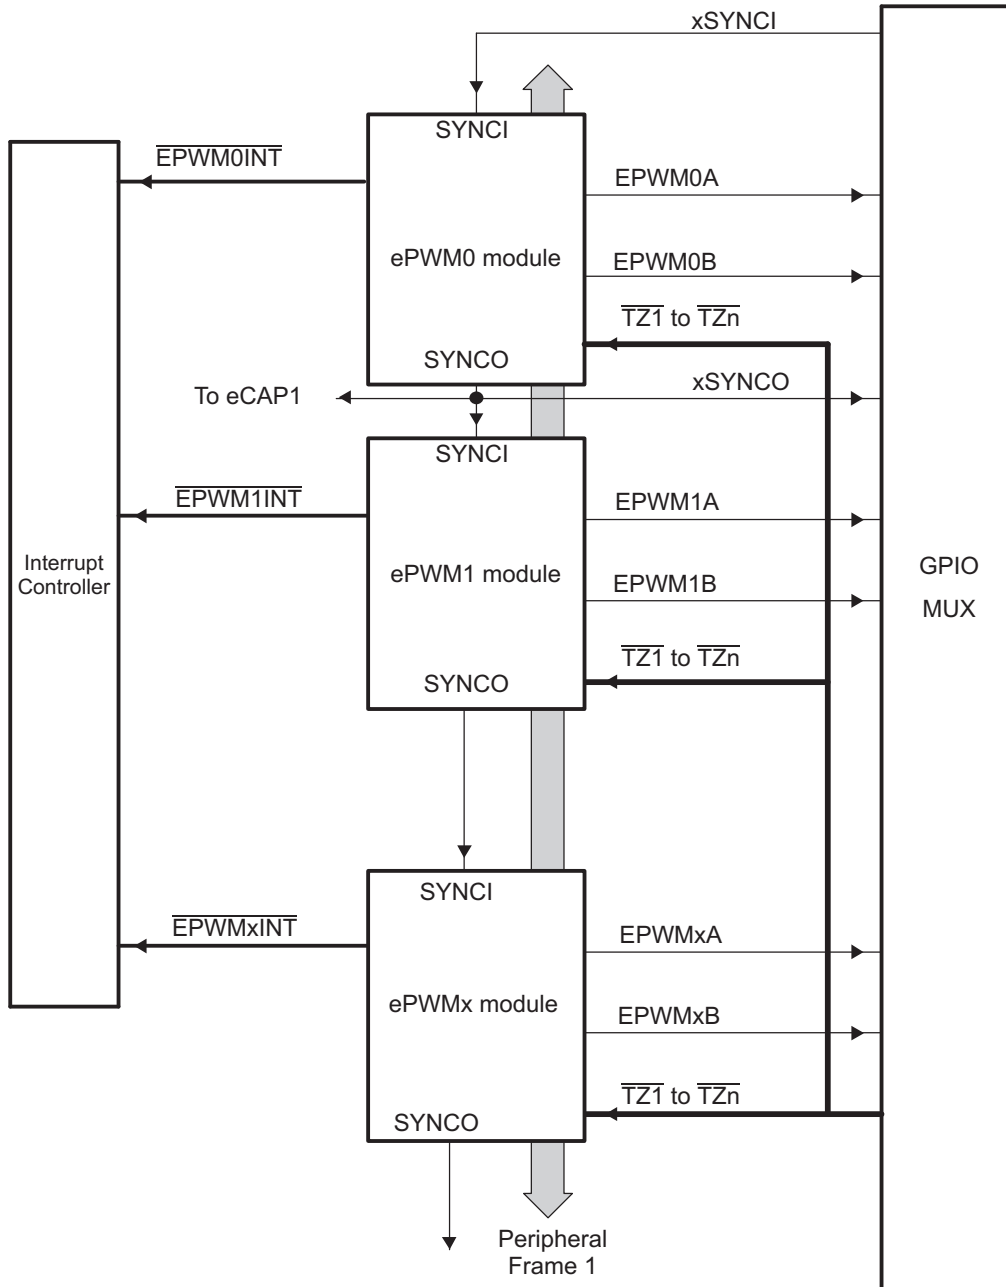 xSYNCI
SYNCI
EPWM0INT
EPWM0A
ePWM0 module
EPWM0B
TZ1 to TZn
SYNCO
To eCAP1
xSYNCO
SYNCI
EPWM1INT
EPWM1A
Interrupt
Controller
ePWM1 module
GPIO
MUX
EPWM1B
TZ1 to TZn
SYNCO
SYNCI
EPWMxINT
EPWMxA
ePWMx module
EPWMxB
TZ1 to TZn
SYNCO
Peripheral
Frame 1